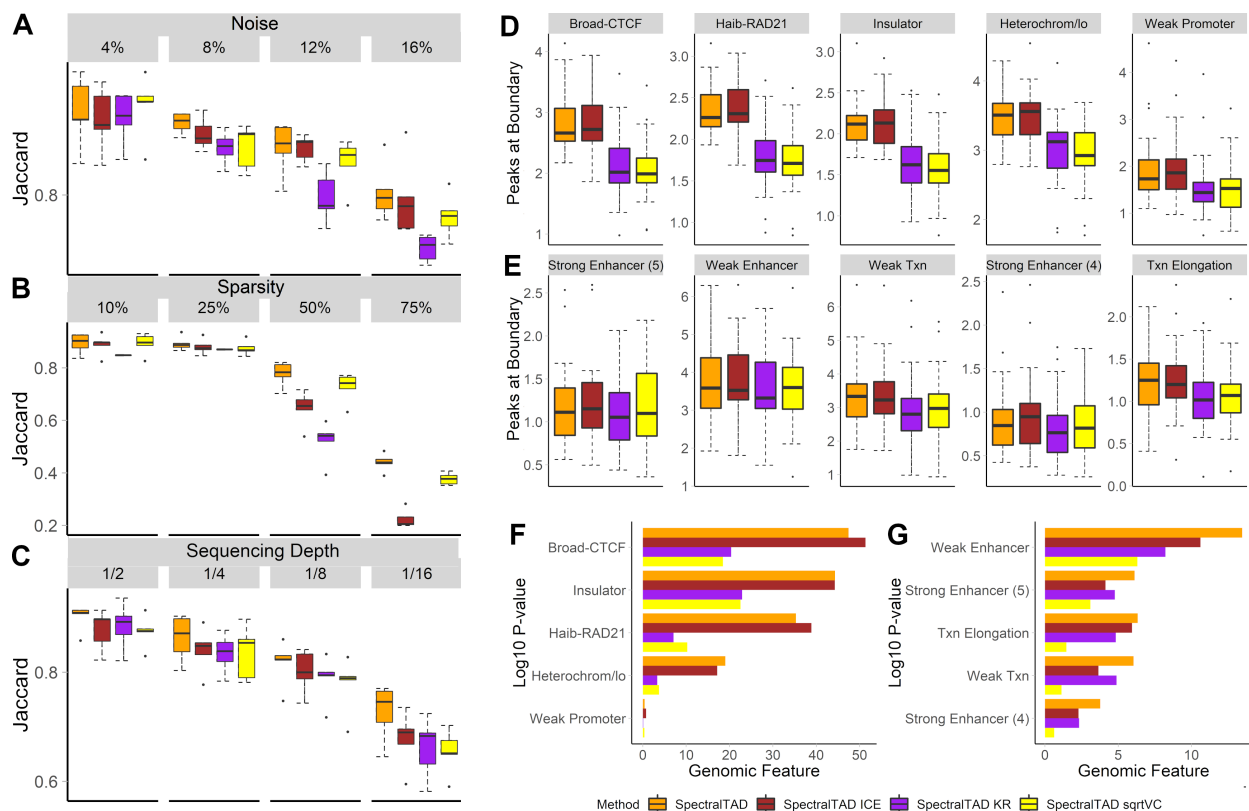 A
Noise
4%
8%
12%
16%
Jaccard
0.8
B
Sparsity
10%
25%
50%
75%
Jaccard
0.8
0.6
0.4
0.2
C
Sequencing Depth
1/2
1/4
1/8
1/16
Jaccard
0.8
0.6
D
Broad-CTCF
Haib-RAD21
Insulator
Heterochrom/lo
Weak Promoter
Peaks at Boundary
4
3
2
1
3.0
2.5
2.0
1.5
1.0
3.0
2.5
2.0
1.5
1.0
4
3
2
4
3
2
1
E
Strong Enhancer (5)
Weak Enhancer
Weak Txn
Strong Enhancer (4)
Txn Elongation
Peaks at Boundary
2.5
2.0
1.5
1.0
0.5
6
5
4
3
2
1
6
5
4
3
2
1
2.5
2.0
1.5
1.0
0.5
2.0
1.5
1.0
0.5
0.0
F
Log10 P-value
Broad-CTCF
Insulator
Haib-RAD21
Heterochrom/lo
Weak Promoter
0 10 20 30 40 50
Genomic Feature
G
Log10 P-value
Weak Enhancer
Strong Enhancer (5)
Txn Elongation
Weak Txn
Strong Enhancer (4)
0 5 10
Genomic Feature
Method SpectralTAD SpectralTAD ICE SpectralTAD KR SpectralTAD sqrtVC